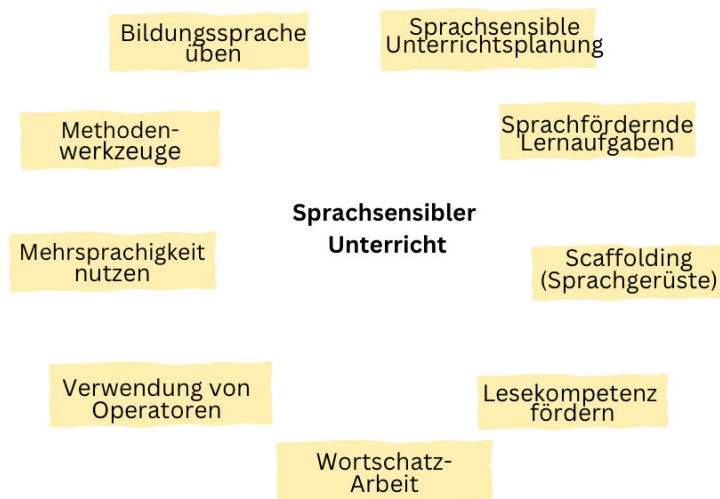 Bildungssprache
üben
Sprachsensible
Unterrichtsplanung
Methoden-
werkzeuge
Sprachfördernde
Lernaufgaben
Sprachsensibler
Unterricht
Mehrsprachigkeit
nutzen
Scaffolding
(Sprachgerüste)
Verwendung von
Operatoren
Lesekompetenz
fördern
Wortschatz-
Arbeit